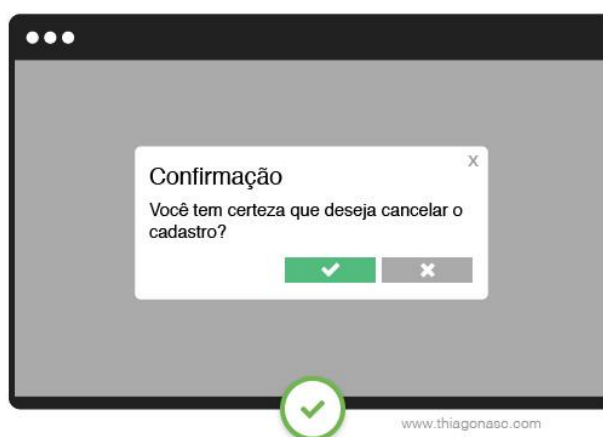 Confirmação
x
Você tem certeza que deseja cancelar o
cadastro?
www.thiagonasc.com